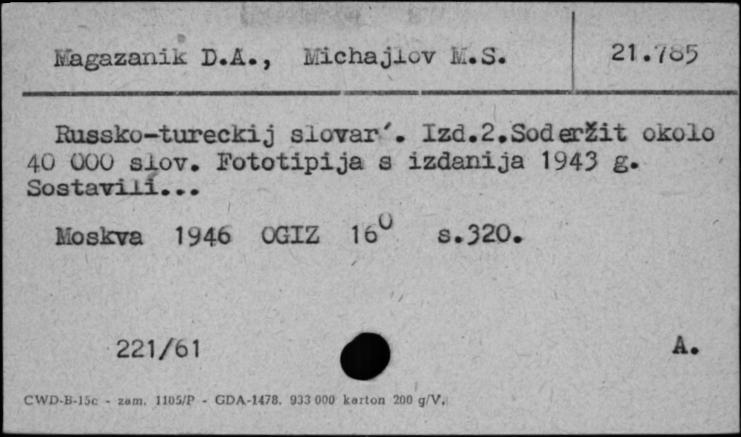 Magazanik D.A., Michajlov M.S. 21.785
Russko-tureckij slovar´. Izd.2.Soderžit okolo
40 000 slov. Fototipija s izdanija 1943 g.
Sostavili...
Moskva 1946 OGIZ 16⁰ s.320.
221/61 A.
CWD-B-15c - zam. 1105/P - GDA-1478. 933 000 karton 200 g/V.